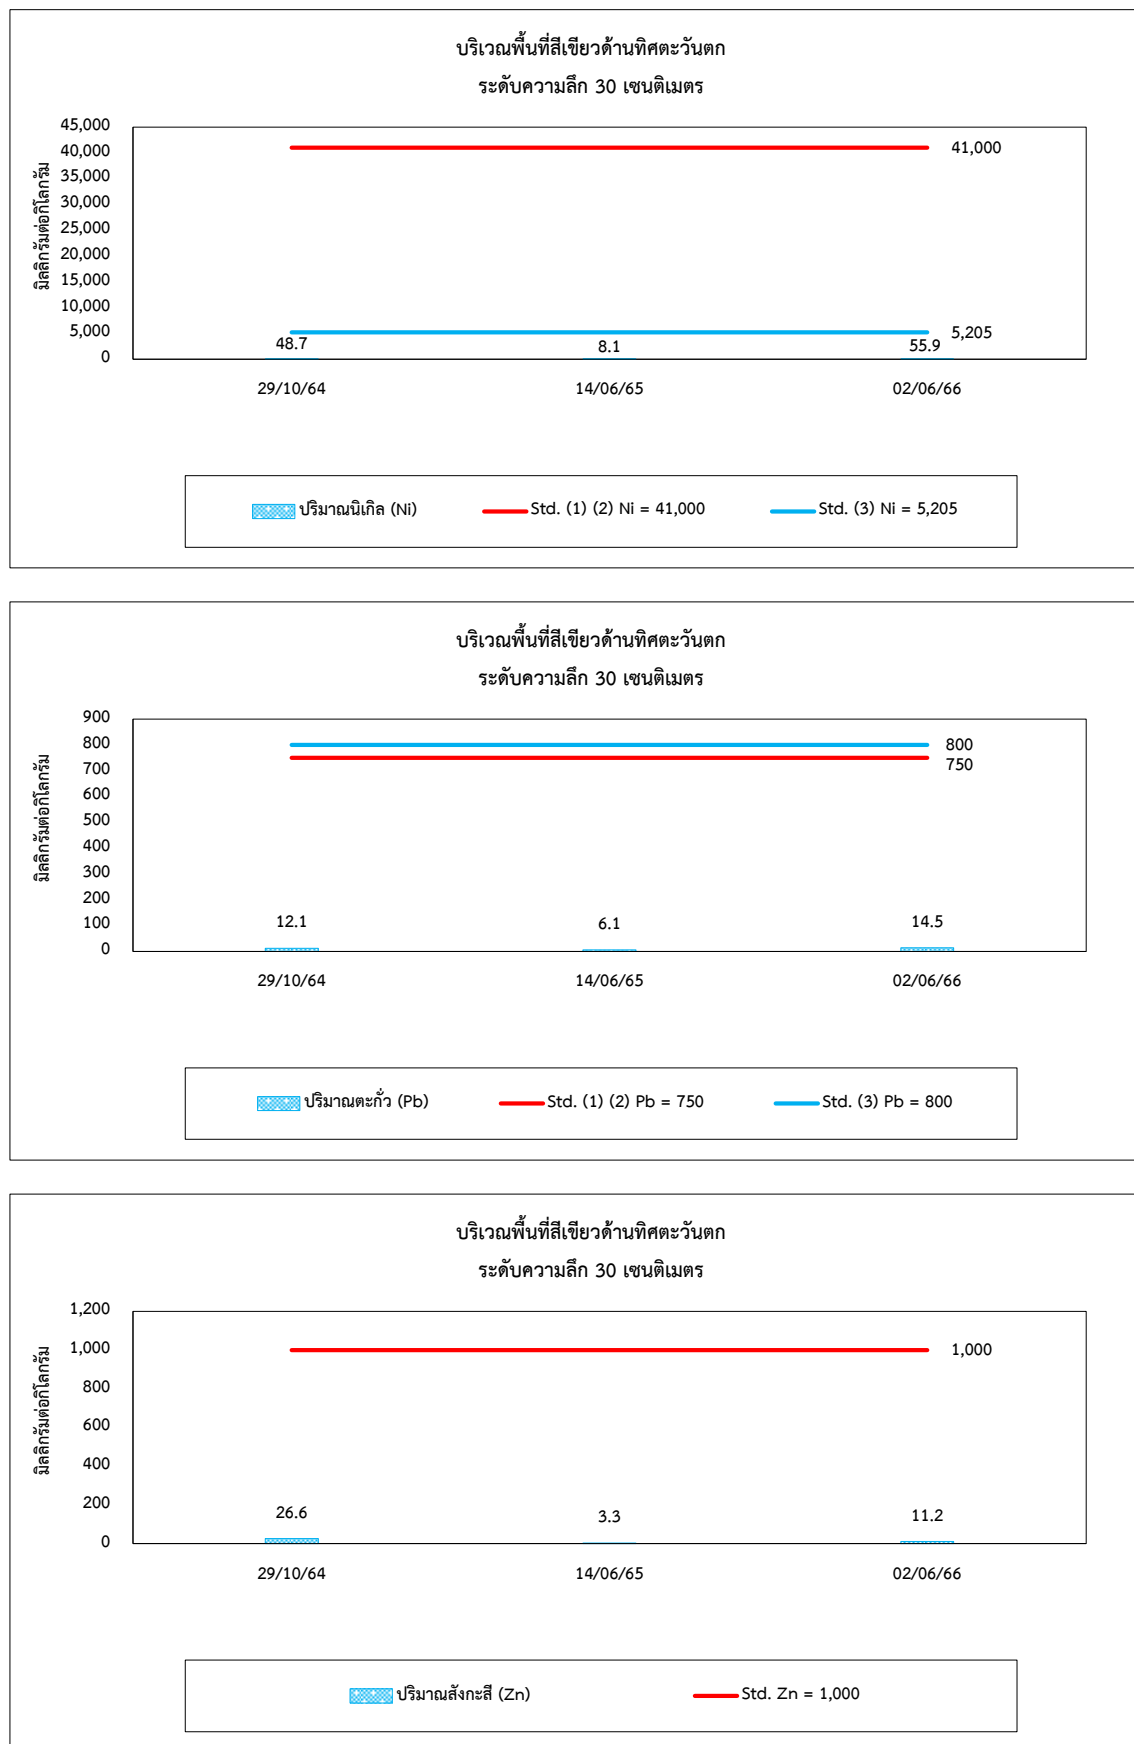 บริเวณพื้นที่สีเขียวด้านทิศตะวันตก
ระดับความลึก 30 เซนติเมตร
มิลลิกรัมต่อกิโลกรัม
45,000
40,000
35,000
30,000
25,000
20,000
15,000
10,000
5,000
0
41,000
5,205
48.7
8.1
55.9
29/10/64
14/06/65
02/06/66
ปริมาณนิเกิล (Ni)
Std. (1) (2) Ni = 41,000
Std. (3) Ni = 5,205
บริเวณพื้นที่สีเขียวด้านทิศตะวันตก
ระดับความลึก 30 เซนติเมตร
มิลลิกรัมต่อกิโลกรัม
900
800
700
600
500
400
300
200
100
0
800
750
12.1
6.1
14.5
29/10/64
14/06/65
02/06/66
ปริมาณตะกั่ว (Pb)
Std. (1) (2) Pb = 750
Std. (3) Pb = 800
บริเวณพื้นที่สีเขียวด้านทิศตะวันตก
ระดับความลึก 30 เซนติเมตร
มิลลิกรัมต่อกิโลกรัม
1,200
1,000
800
600
400
200
0
1,000
26.6
3.3
11.2
29/10/64
14/06/65
02/06/66
ปริมาณสังกะสี (Zn)
Std. Zn = 1,000